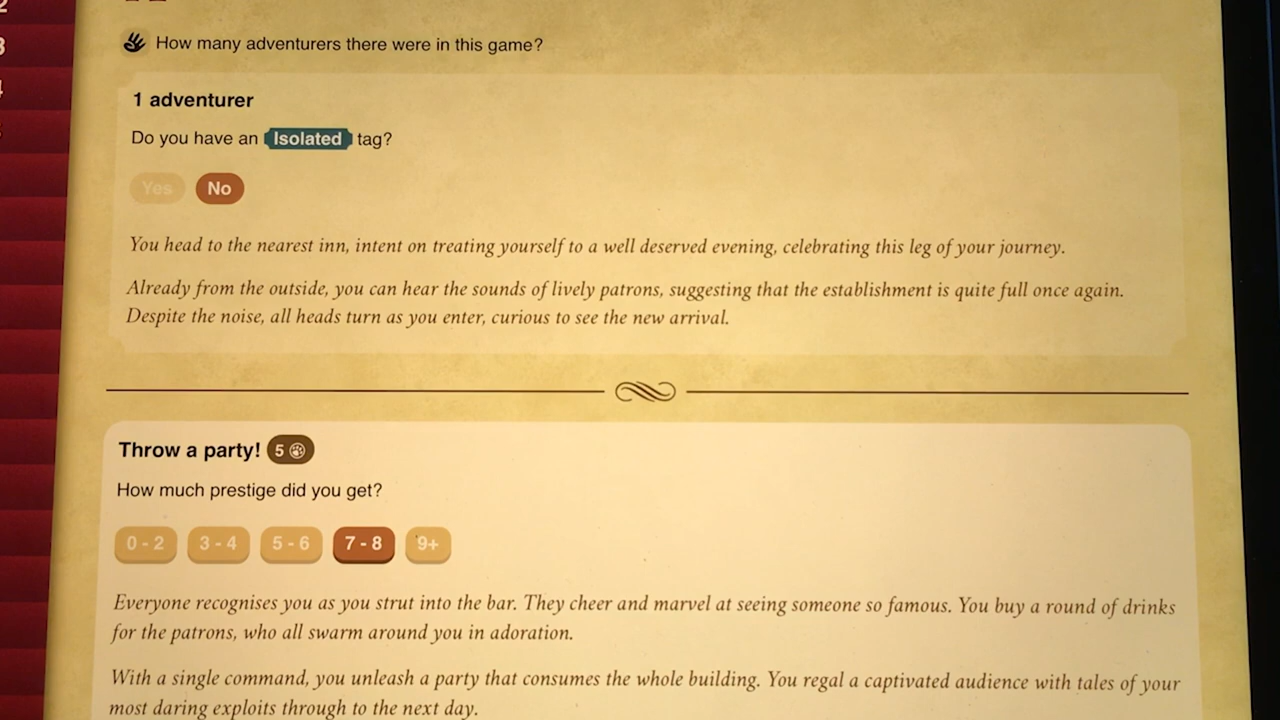 How many adventurers there were in this game?
1 adventurer
Do you have an Isolated tag?
Yes No
You head to the nearest inn, intent on treating yourself to a well deserved evening, celebrating this leg of your journey.
Already from the outside, you can hear the sounds of lively patrons, suggesting that the establishment is quite full once again.
Despite the noise, all heads turn as you enter, curious to see the new arrival.
Throw a party! 5
How much prestige did you get?
0 - 2 3 - 4 5 - 6 7 - 8 9+
Everyone recognises you as you strut into the bar. They cheer and marvel at seeing someone so famous. You buy a round of drinks
for the patrons, who all swarm around you in adoration.
With a single command, you unleash a party that consumes the whole building. You regal a captivated audience with tales of your
most daring exploits through to the next day.